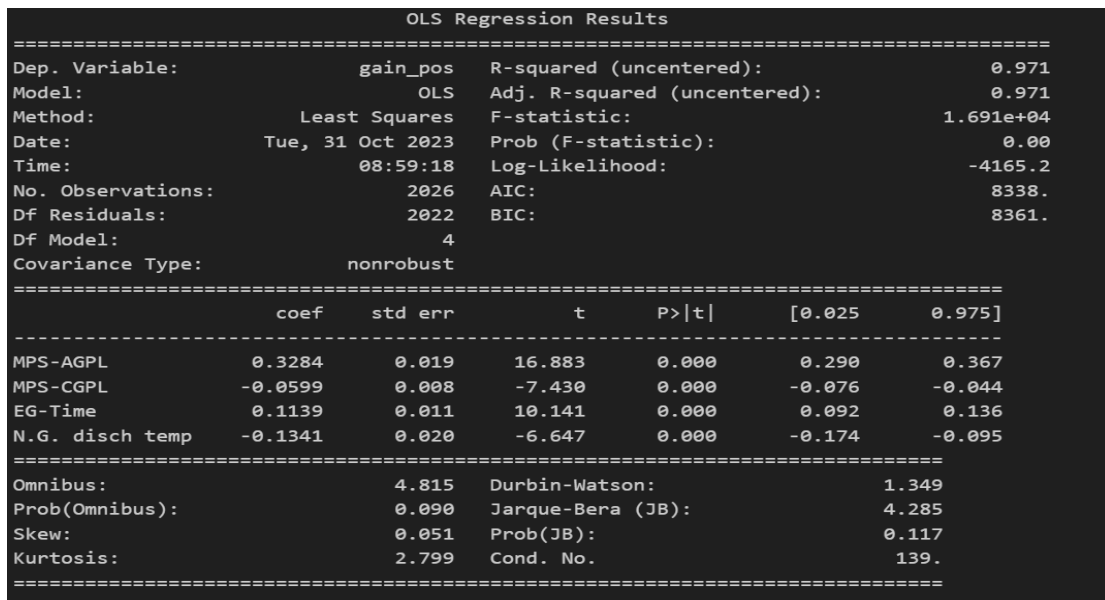 OLS Regression Results
==============================================================================
Dep. Variable: gain_pos R-squared (uncentered): 0.971
Model: OLS Adj. R-squared (uncentered): 0.971
Method: Least Squares F-statistic: 1.691e+04
Date: Tue, 31 Oct 2023 Prob (F-statistic): 0.00
Time: 08:59:18 Log-Likelihood: -4165.2
No. Observations: 2026 AIC: 8338.
Df Residuals: 2022 BIC: 8361.
Df Model: 4
Covariance Type: nonrobust
==============================================================================
coef std err t P>|t| [0.025 0.975]
------------------------------------------------------------------------------
MPS-AGPL 0.3284 0.019 16.883 0.000 0.290 0.367
MPS-CGPL -0.0599 0.008 -7.430 0.000 -0.076 -0.044
EG-Time 0.1139 0.011 10.141 0.000 0.092 0.136
N.G. disch temp -0.1341 0.020 -6.647 0.000 -0.174 -0.095
==============================================================================
Omnibus: 4.815 Durbin-Watson: 1.349
Prob(Omnibus): 0.090 Jarque-Bera (JB): 4.285
Skew: 0.051 Prob(JB): 0.117
Kurtosis: 2.799 Cond. No. 139.
==============================================================================